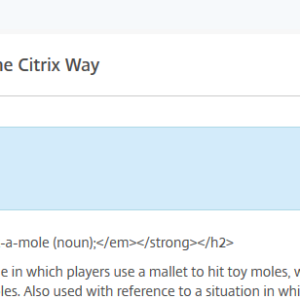 he Citrix Way
-a-mole (noun);</em></strong></h2>
e in which players use a mallet to hit toy moles, w
les. Also used with reference to a situation in whi